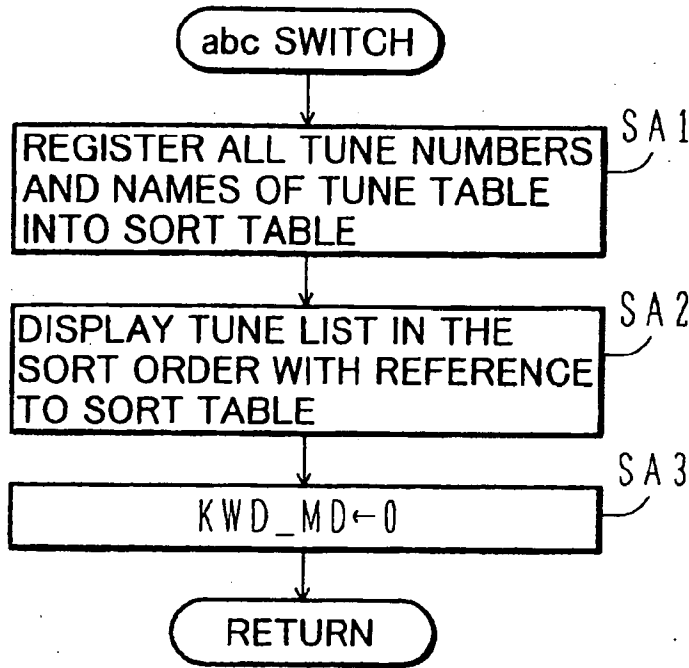 abc SWITCH
SA1
REGISTER ALL TUNE NUMBERS
AND NAMES OF TUNE TABLE
INTO SORT TABLE
SA2
DISPLAY TUNE LIST IN THE
SORT ORDER WITH REFERENCE
TO SORT TABLE
SA3
KWD_MD←0
RETURN